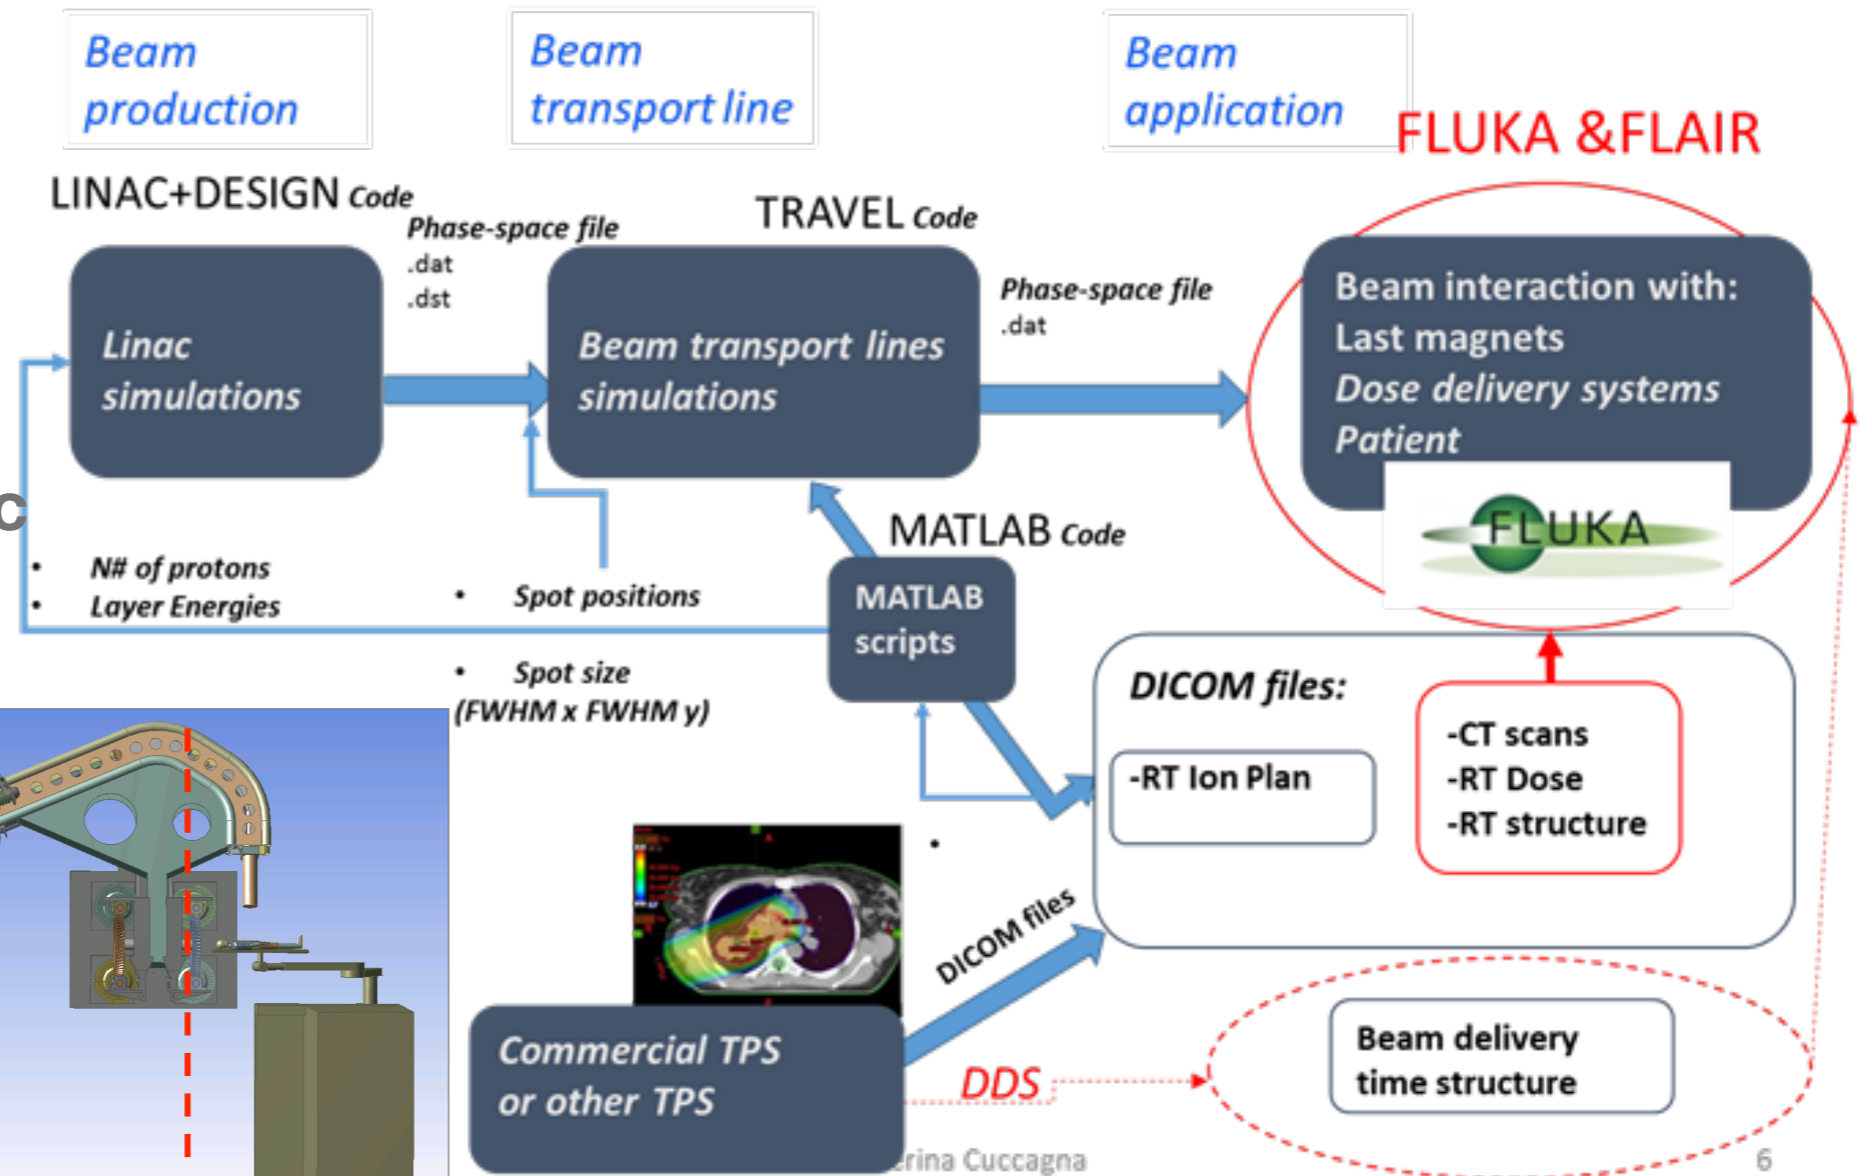 Beam
production
Beam
transport line
Beam
application
FLUKA &FLAIR
LINAC+DESIGN Code
Phase-space file
.dat
.dst
TRAVEL Code
Phase-space file
.dat
Linac
simulations
Beam transport lines
simulations
Beam interaction with:
Last magnets
Dose delivery systems
Patient
FLUKA
c
MATLAB Code
MATLAB
scripts
• N# of protons
• Layer Energies
• Spot positions
• Spot size
(FWHM x FWHM y)
DICOM files:
-RT Ion Plan
-CT scans
-RT Dose
-RT structure
•
DICOM files
Commercial TPS
or other TPS
DDS
Beam delivery
time structure
erina Cuccagna
6